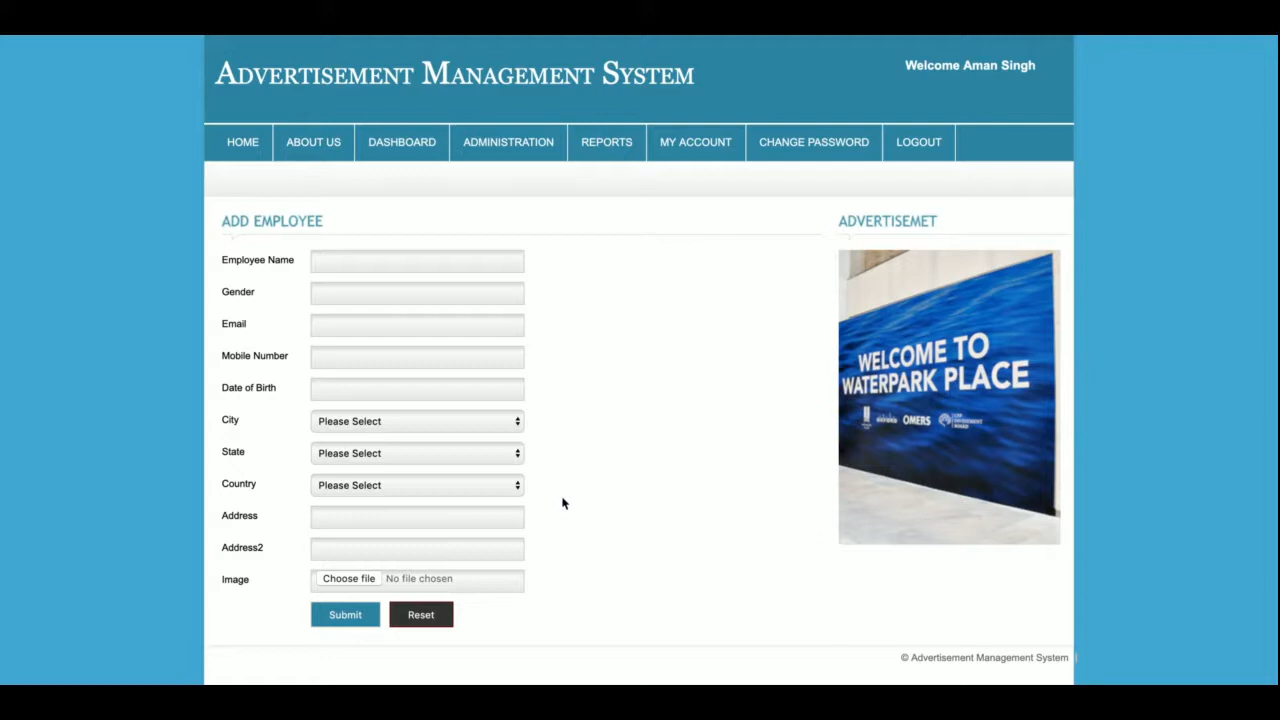 ADVERTISEMENT MANAGEMENT SYSTEM
Welcome Aman Singh
HOME ABOUT US DASHBOARD ADMINISTRATION REPORTS MY ACCOUNT CHANGE PASSWORD LOGOUT
ADD EMPLOYEE
Employee Name
Gender
Email
Mobile Number
Date of Birth
City Please Select
State Please Select
Country Please Select
Address
Address2
Image Choose file No file chosen
Submit Reset
ADVERTISEMET
WELCOME TO
WATERPARK PLACE
OMERS
© Advertisement Management System |